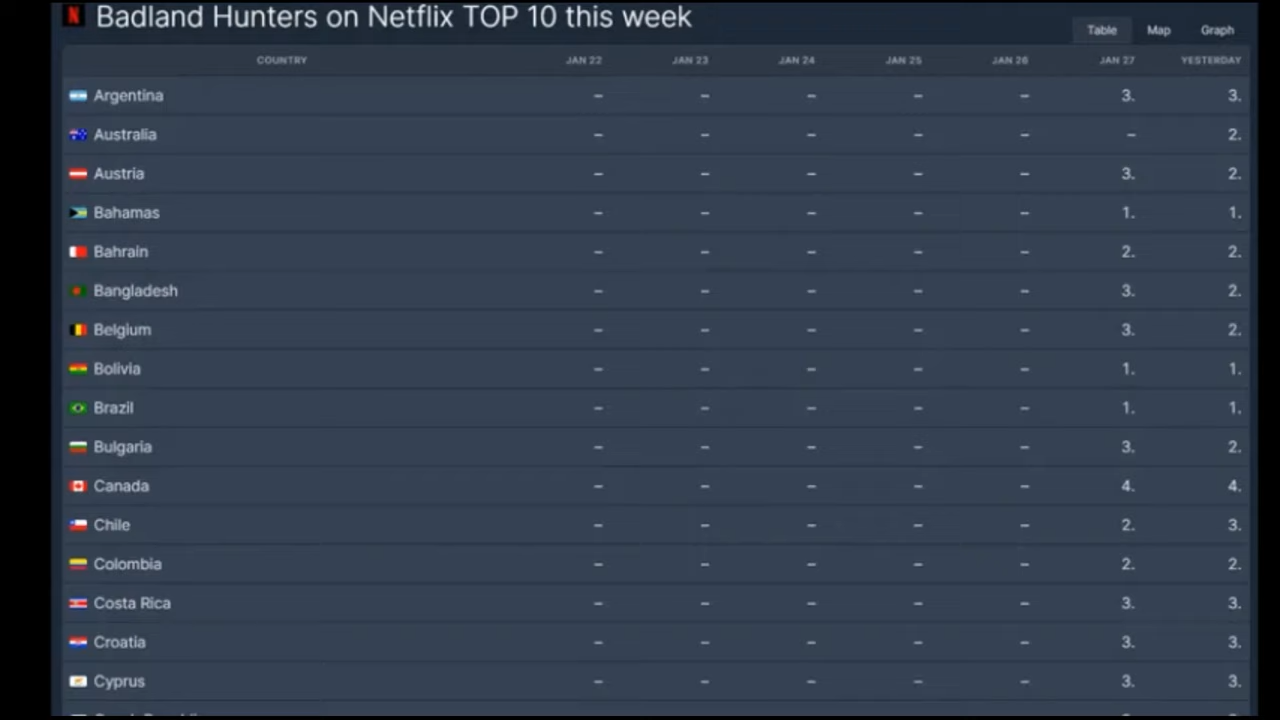 N Badland Hunters on Netflix TOP 10 this week
Table Map Graph
COUNTRY JAN 22 JAN 23 JAN 24 JAN 25 JAN 26 JAN 27 YESTERDAY
Argentina – – – – – 3. 3.
Australia – – – – – – 2.
Austria – – – – – 3. 2.
Bahamas – – – – – 1. 1.
Bahrain – – – – – 2. 2.
Bangladesh – – – – – 3. 2.
Belgium – – – – – 3. 2.
Bolivia – – – – – 1. 1.
Brazil – – – – – 1. 1.
Bulgaria – – – – – 3. 2.
Canada – – – – – 4. 4.
Chile – – – – – 2. 3.
Colombia – – – – – 2. 2.
Costa Rica – – – – – 3. 3.
Croatia – – – – – 3. 3.
Cyprus – – – – – 3. 3.